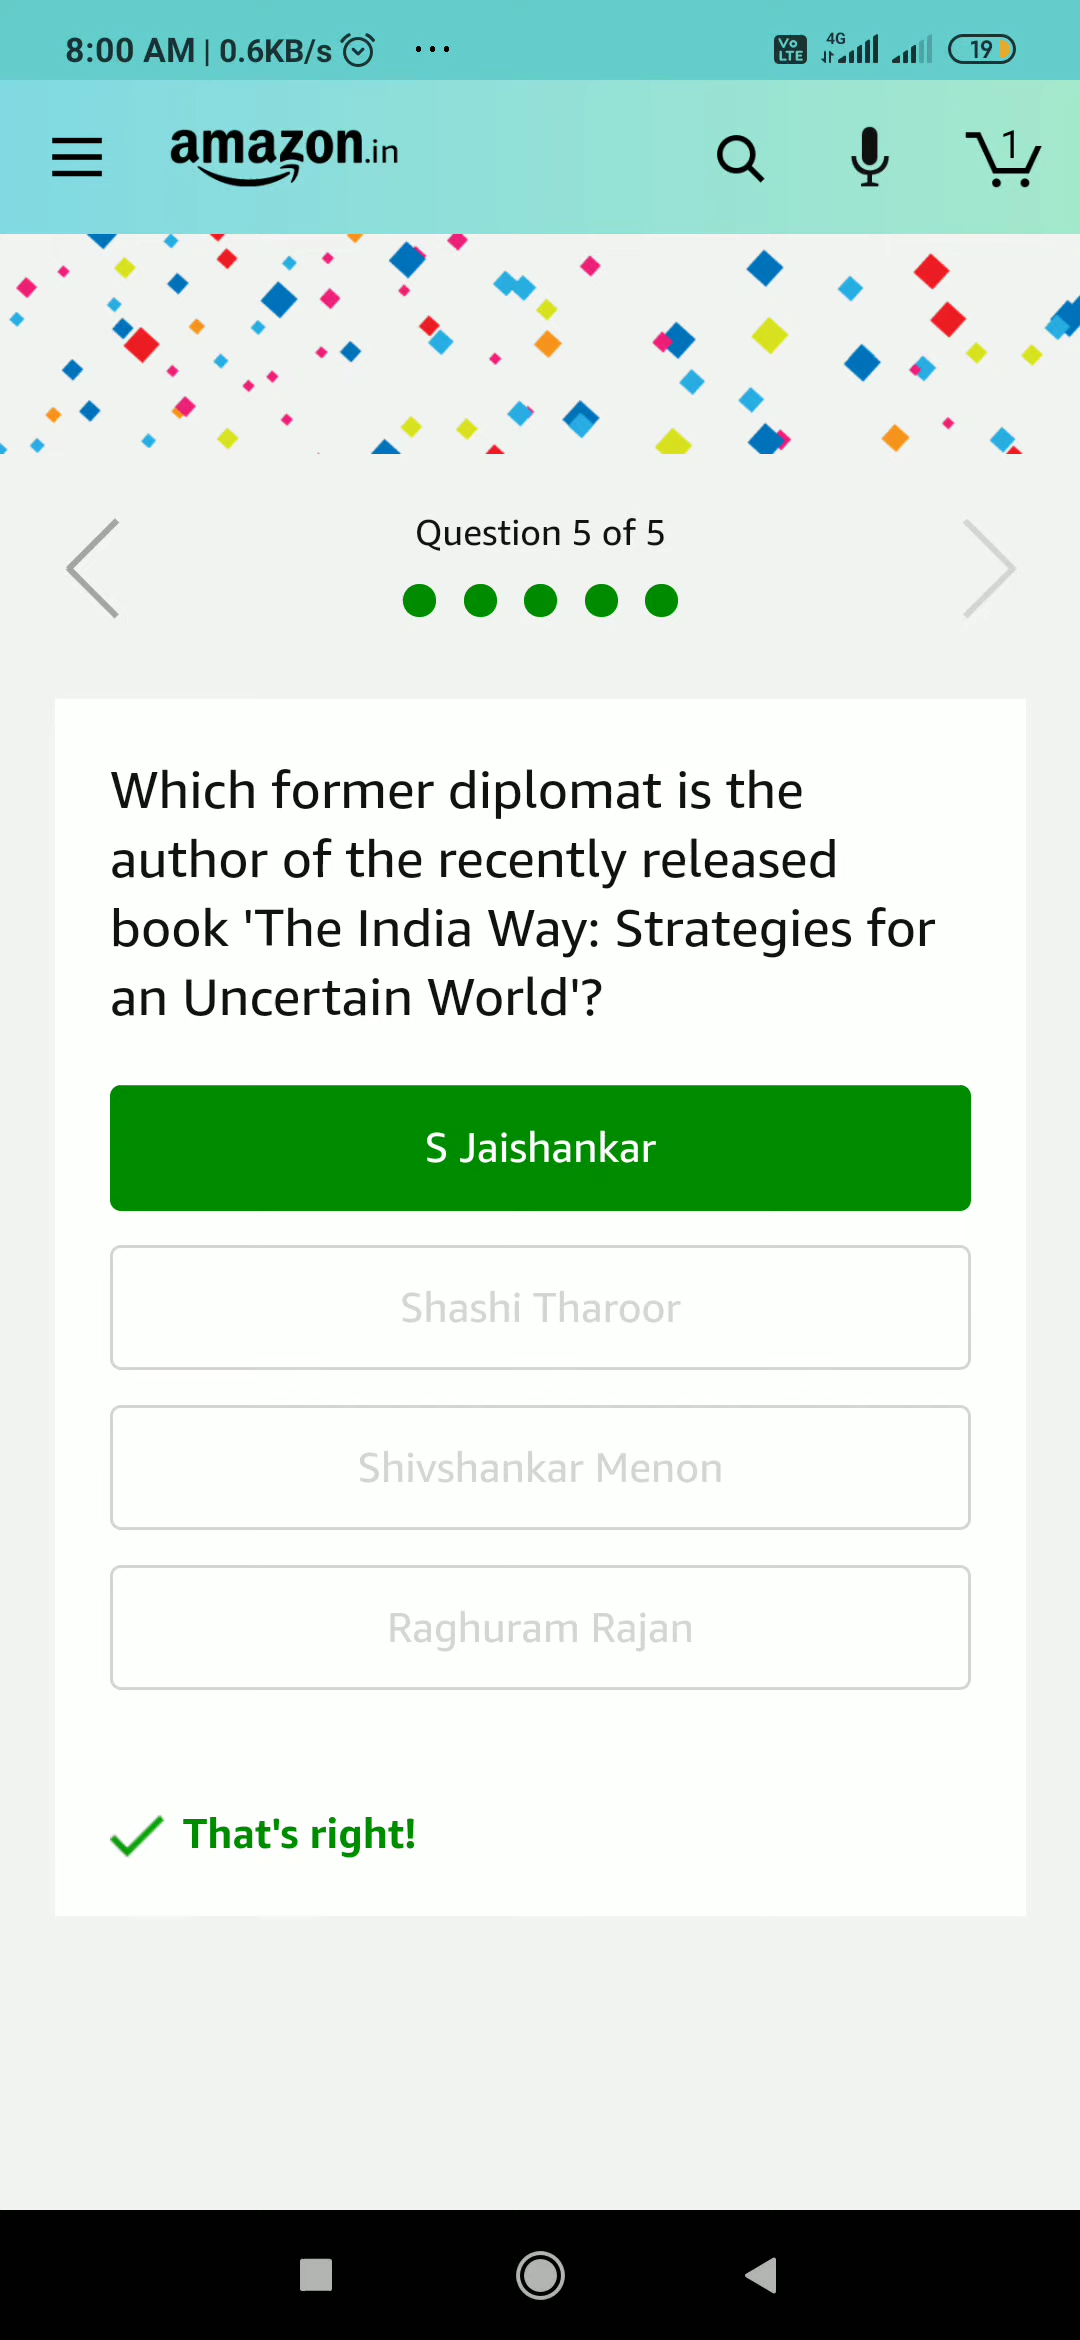 8:00 AM | 0.6KB/s ... Vo LTE 4G 19
amazon.in 1
Question 5 of 5
Which former diplomat is the
author of the recently released
book 'The India Way: Strategies for
an Uncertain World'?
S Jaishankar
Shashi Tharoor
Shivshankar Menon
Raghuram Rajan
That's right!